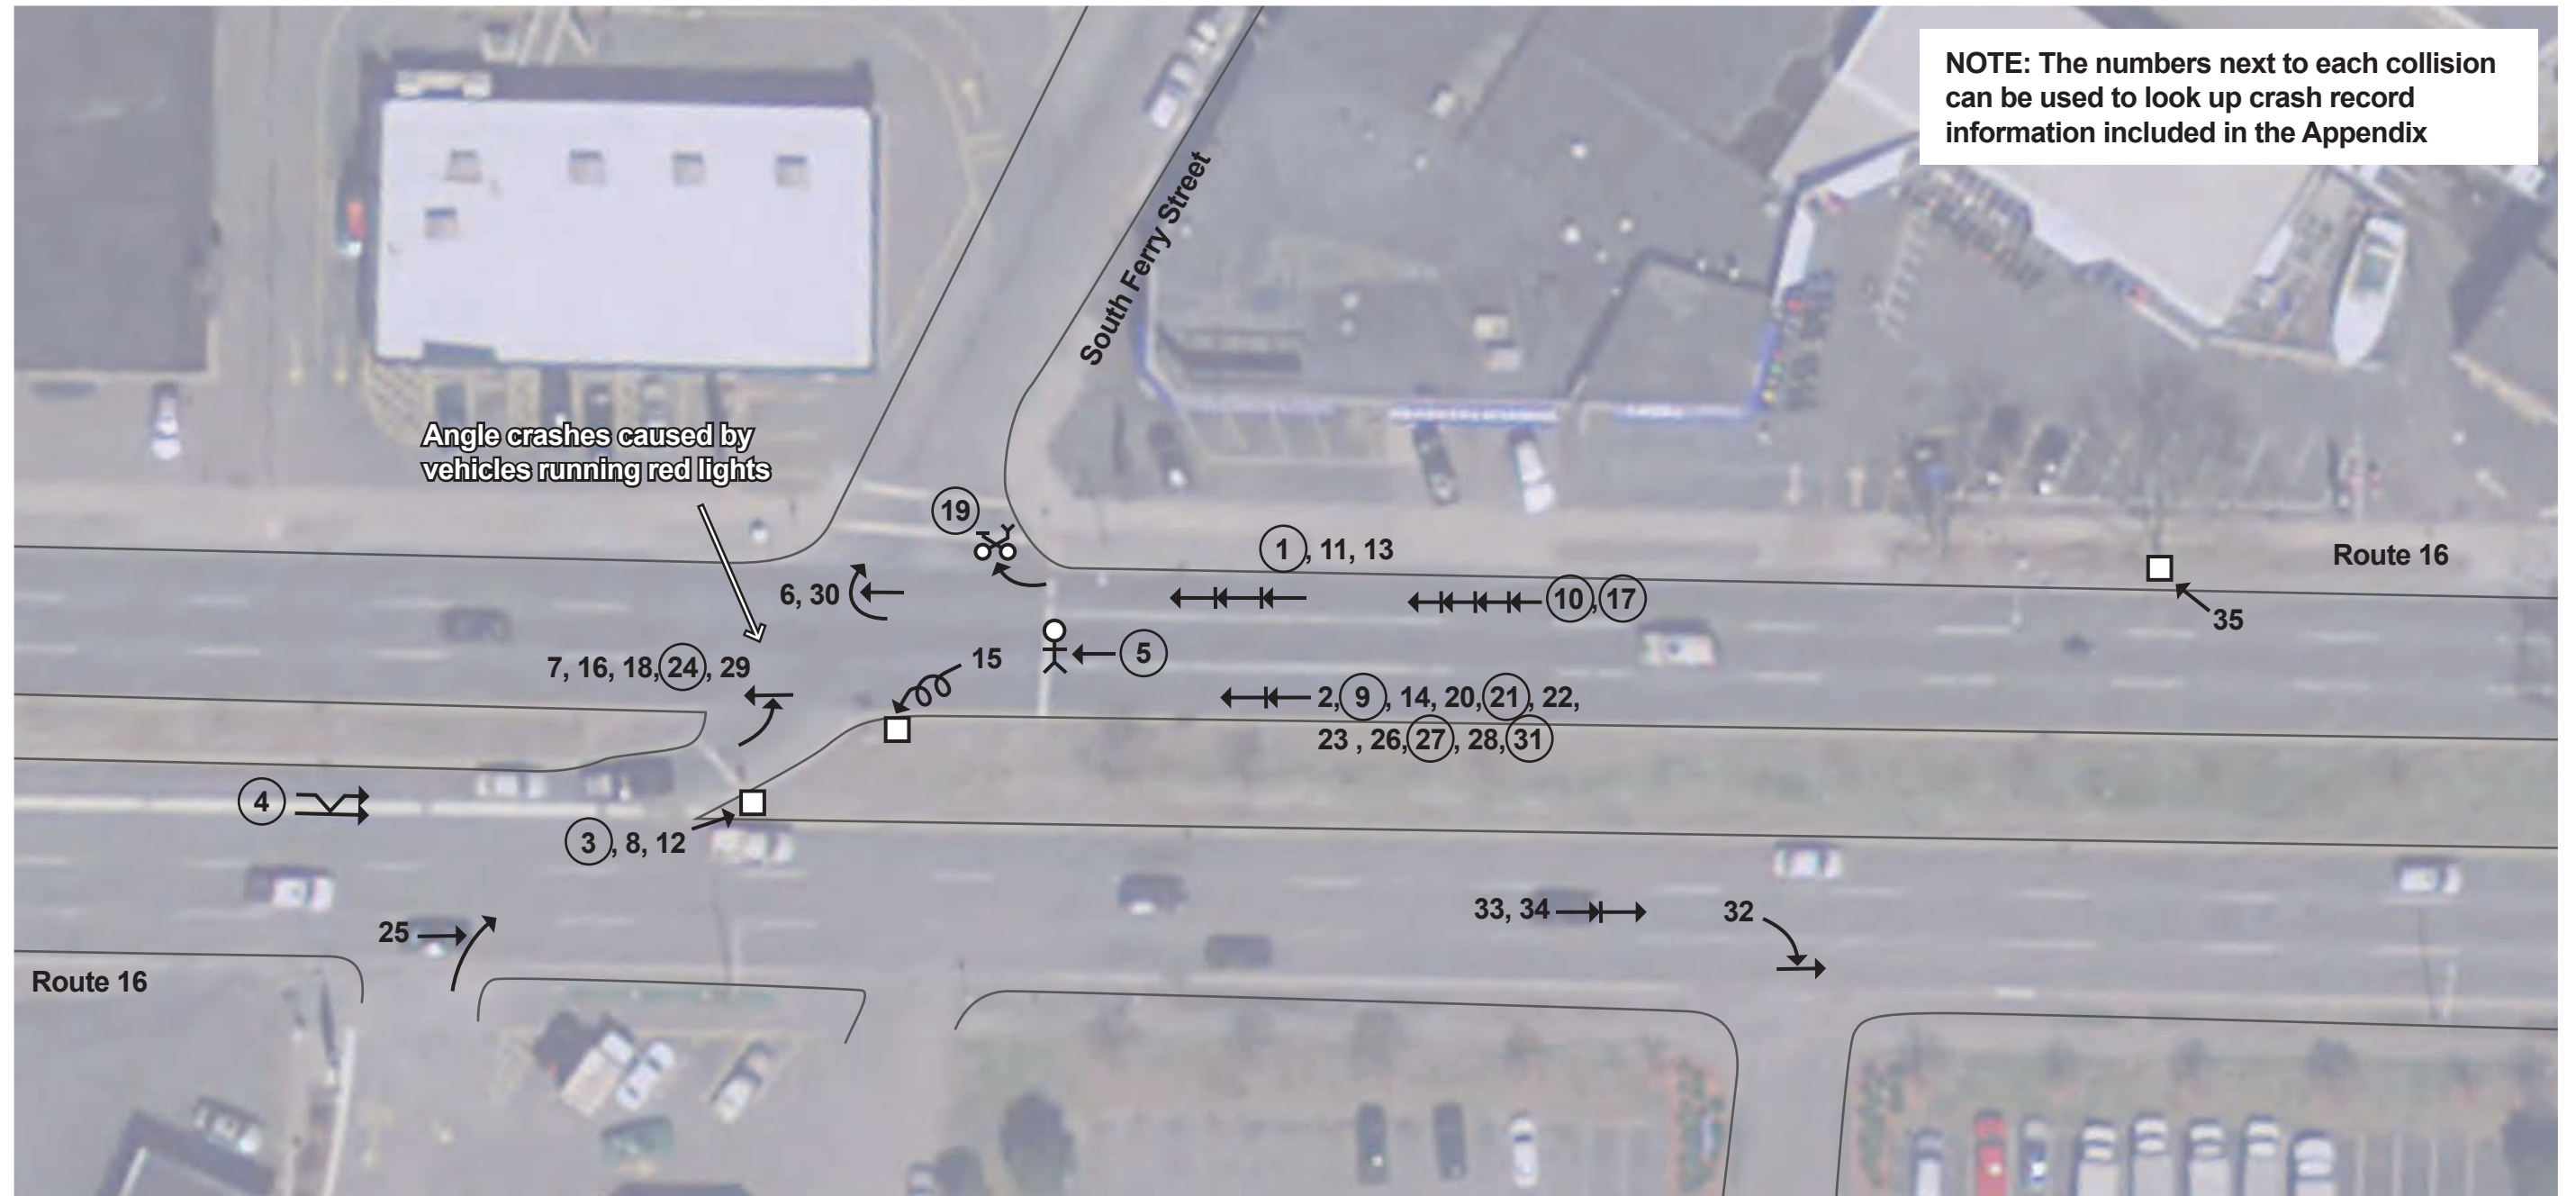 NOTE: The numbers next to each collision
can be used to look up crash record
information included in the Appendix
South Ferry Street
Angle crashes caused by
vehicles running red lights
19
1, 11, 13
Route 16
6, 30
10, 17
35
7, 16, 18, 24, 29
15
5
2, 9, 14, 20, 21, 22,
23 , 26, 27, 28, 31
4
3, 8, 12
25
33, 34
32
Route 16